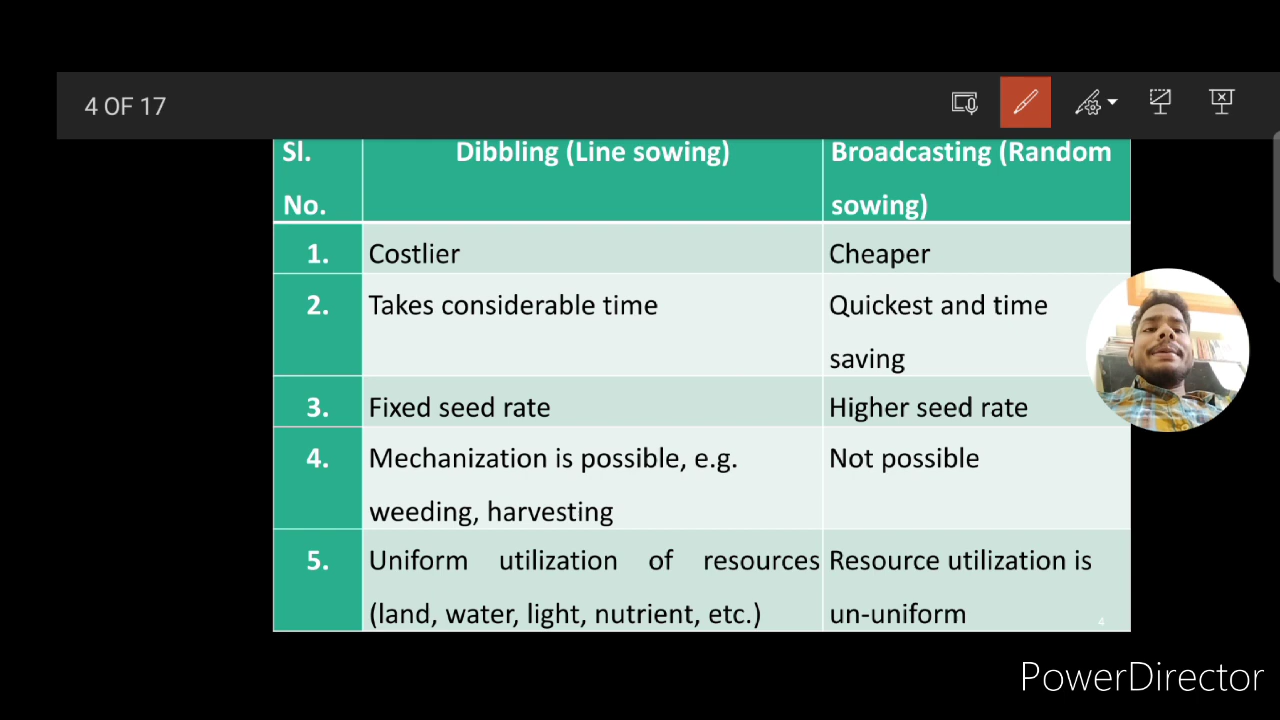 4 OF 17
Sl.
No.
Dibbling (Line sowing)
Broadcasting (Random
sowing)
1.
Costlier
Cheaper
2.
Takes considerable time
Quickest and time
saving
3.
Fixed seed rate
Higher seed rate
4.
Mechanization is possible, e.g.
weeding, harvesting
Not possible
5.
Uniform utilization of resources
(land, water, light, nutrient, etc.)
Resource utilization is
un-uniform
4
PowerDirector